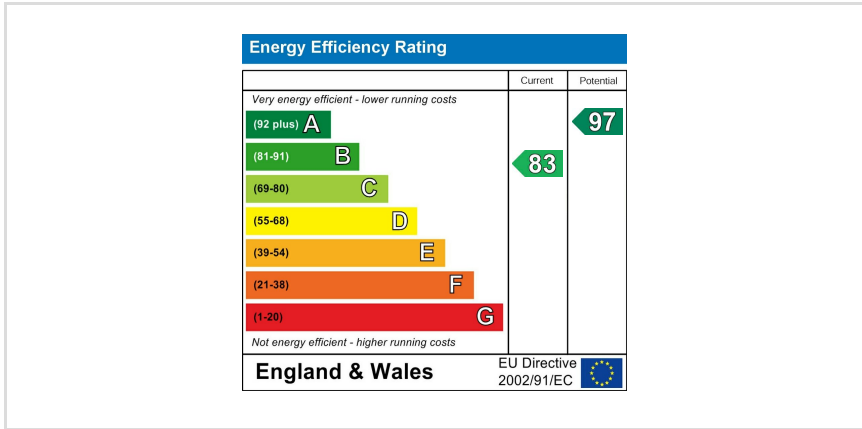 Energy Efficiency Rating
Current Potential
Very energy efficient - lower running costs
(92 plus) A
97
(81-91) B
83
(69-80) C
(55-68) D
(39-54) E
(21-38) F
(1-20) G
Not energy efficient - higher running costs
England & Wales
EU Directive
2002/91/EC